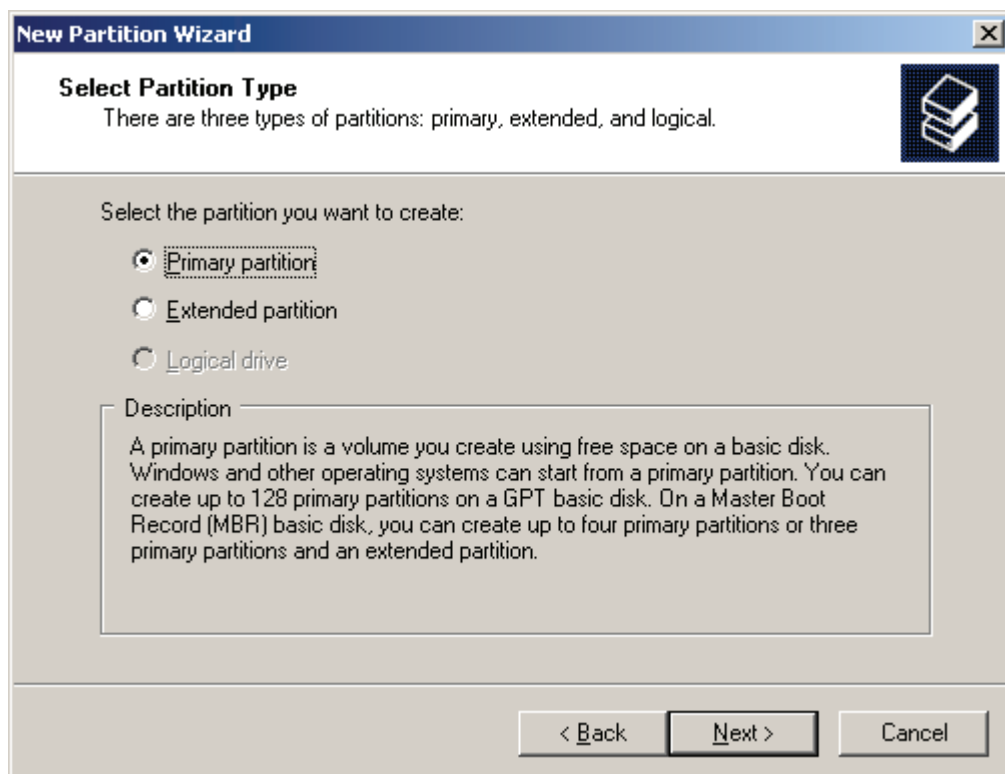 New Partition Wizard
Select Partition Type
There are three types of partitions: primary, extended, and logical.
Select the partition you want to create:
Primary partition
Extended partition
Logical drive
Description
A primary partition is a volume you create using free space on a basic disk.
Windows and other operating systems can start from a primary partition. You can
create up to 128 primary partitions on a GPT basic disk. On a Master Boot
Record (MBR) basic disk, you can create up to four primary partitions or three
primary partitions and an extended partition.
< Back Next > Cancel